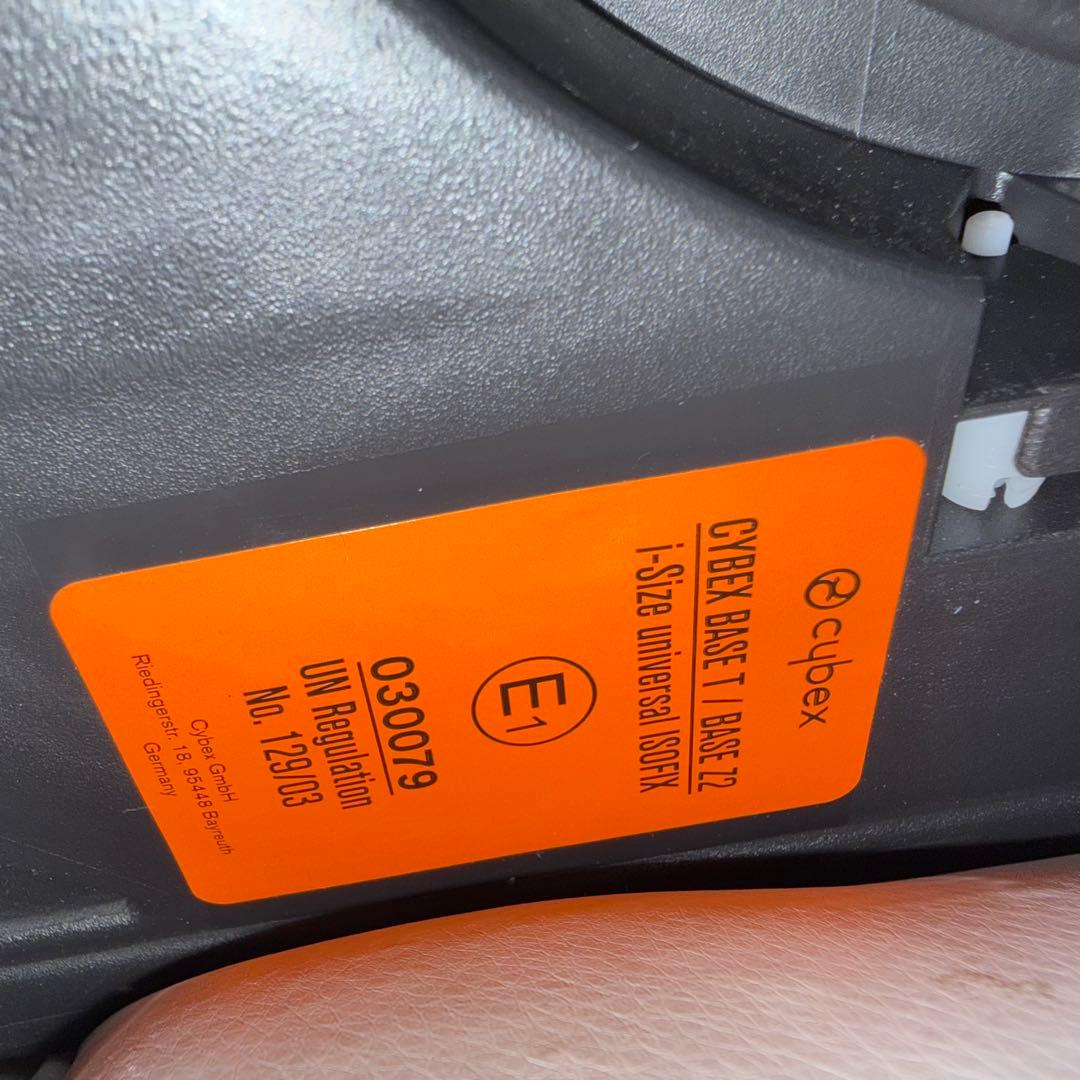 cybex
CYBEX BASE T / BASE Z2
i-Size universal ISOFIX
E1
030079
UN Regulation
No. 129/03
Cybex GmbH
Riedingerstr. 18, 95448 Bayreuth
Germany